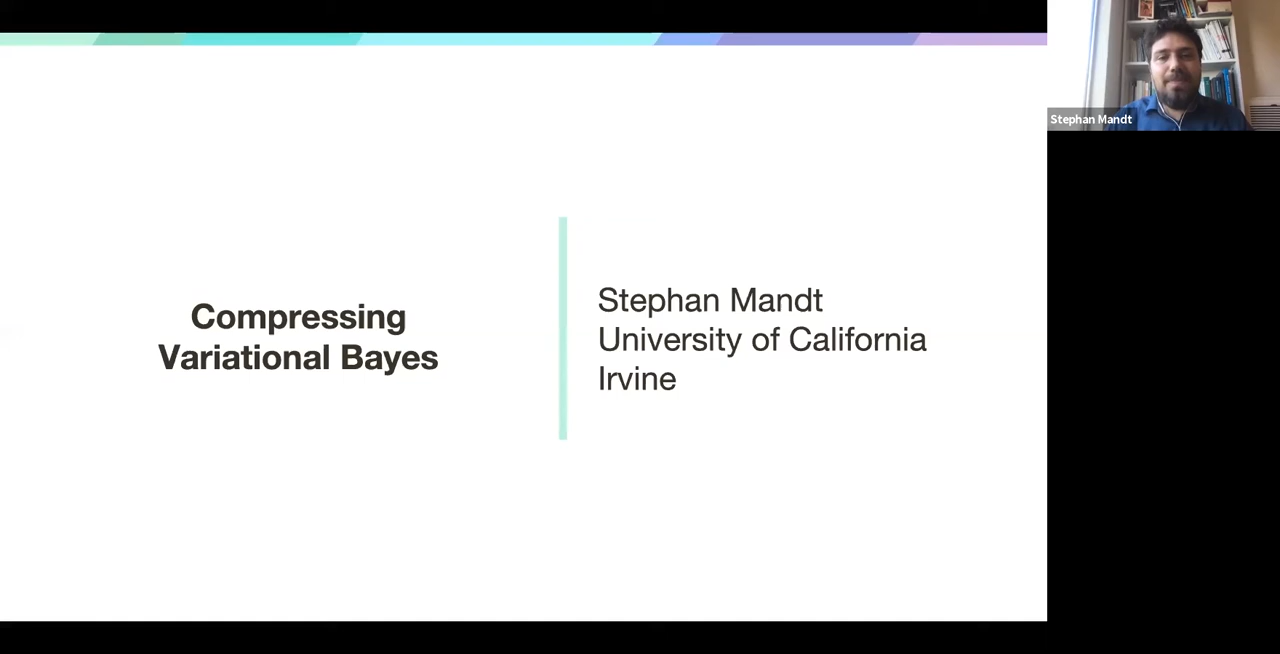 Stephan Mandt
Compressing
Variational Bayes
Stephan Mandt
University of California
Irvine